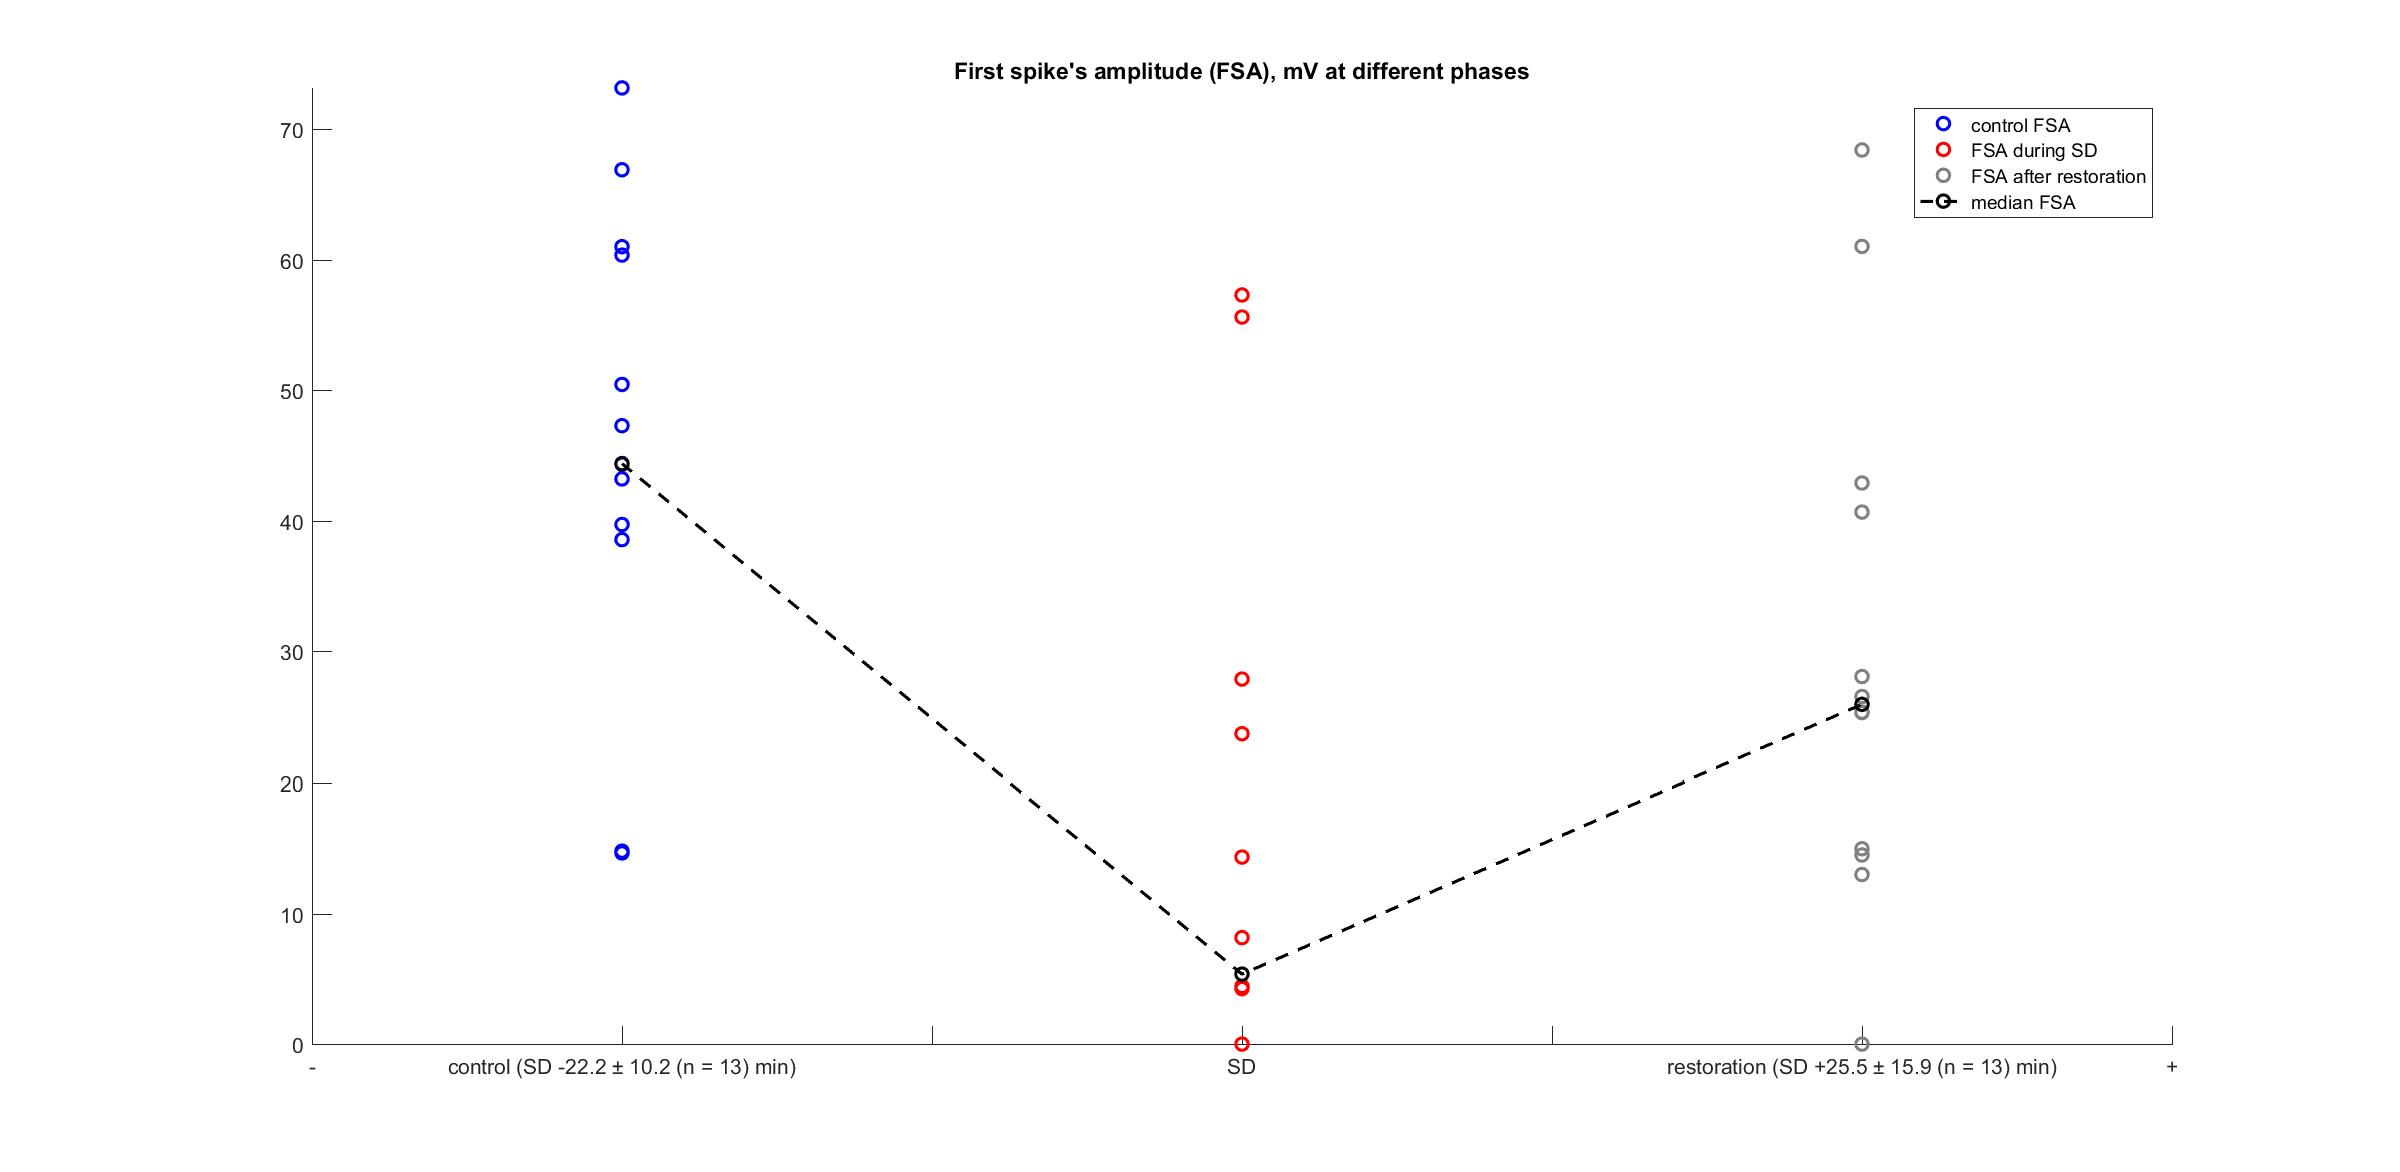 First spike's amplitude (FSA), mV at different phases
control FSA
FSA during SD
FSA after restoration
median FSA
70
60
50
40
30
20
10
0
- control (SD -22.2 ± 10.2 (n = 13) min) SD restoration (SD +25.5 ± 15.9 (n = 13) min) +